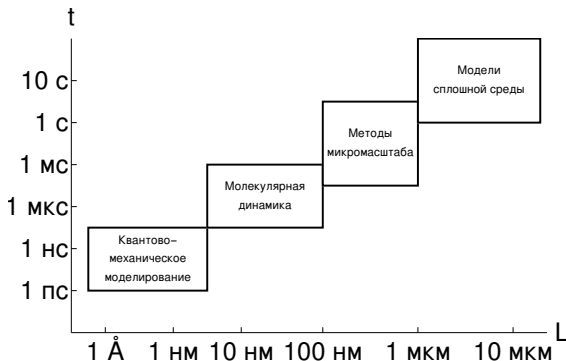 t
10 с
1 с
1 мс
1 мкс
1 нс
1 пс
Модели
сплошной среды
Методы
микромасштаба
Молекулярная
динамика
Квантово–
механическое
моделирование
L
1 Å
1 нм
10 нм
100 нм
1 мкм
10 мкм